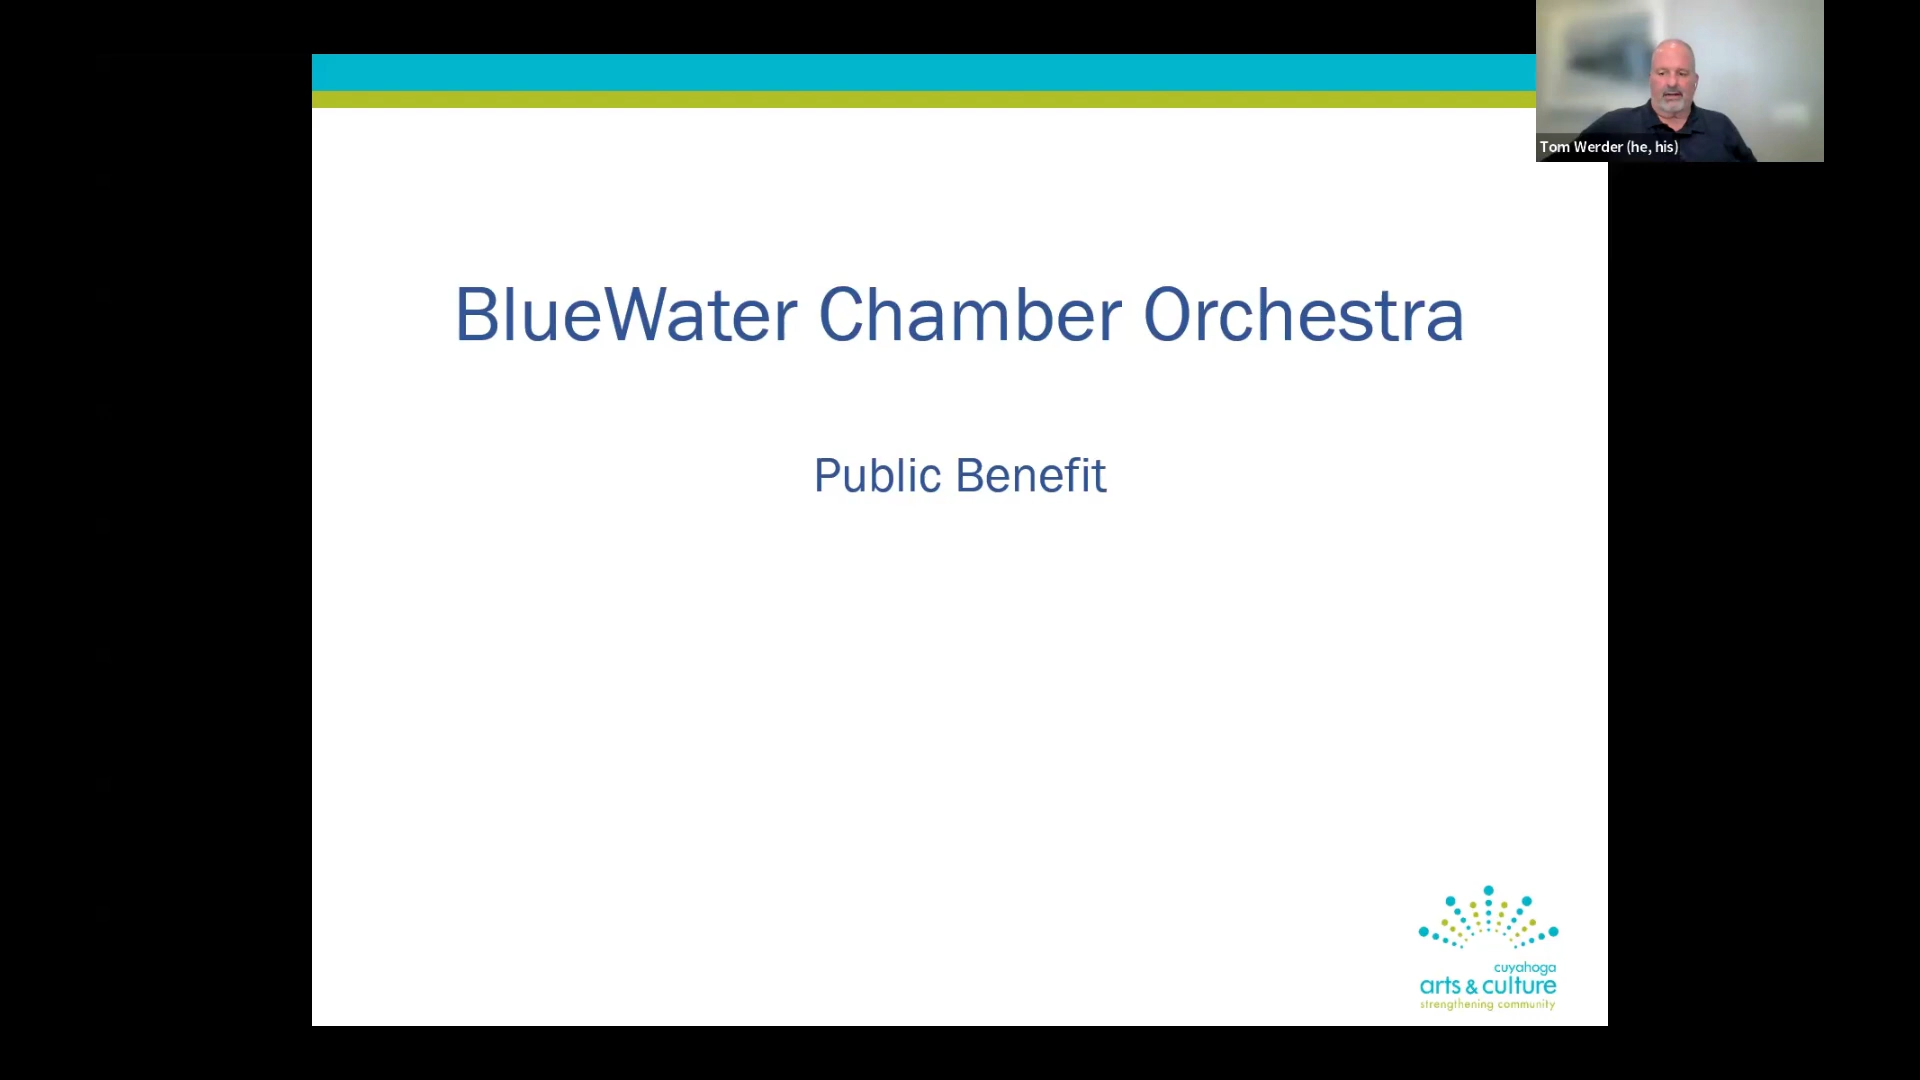 Tom Werder (he, his)
BlueWater Chamber Orchestra
Public Benefit
cuyahoga
arts & culture
strengthening community